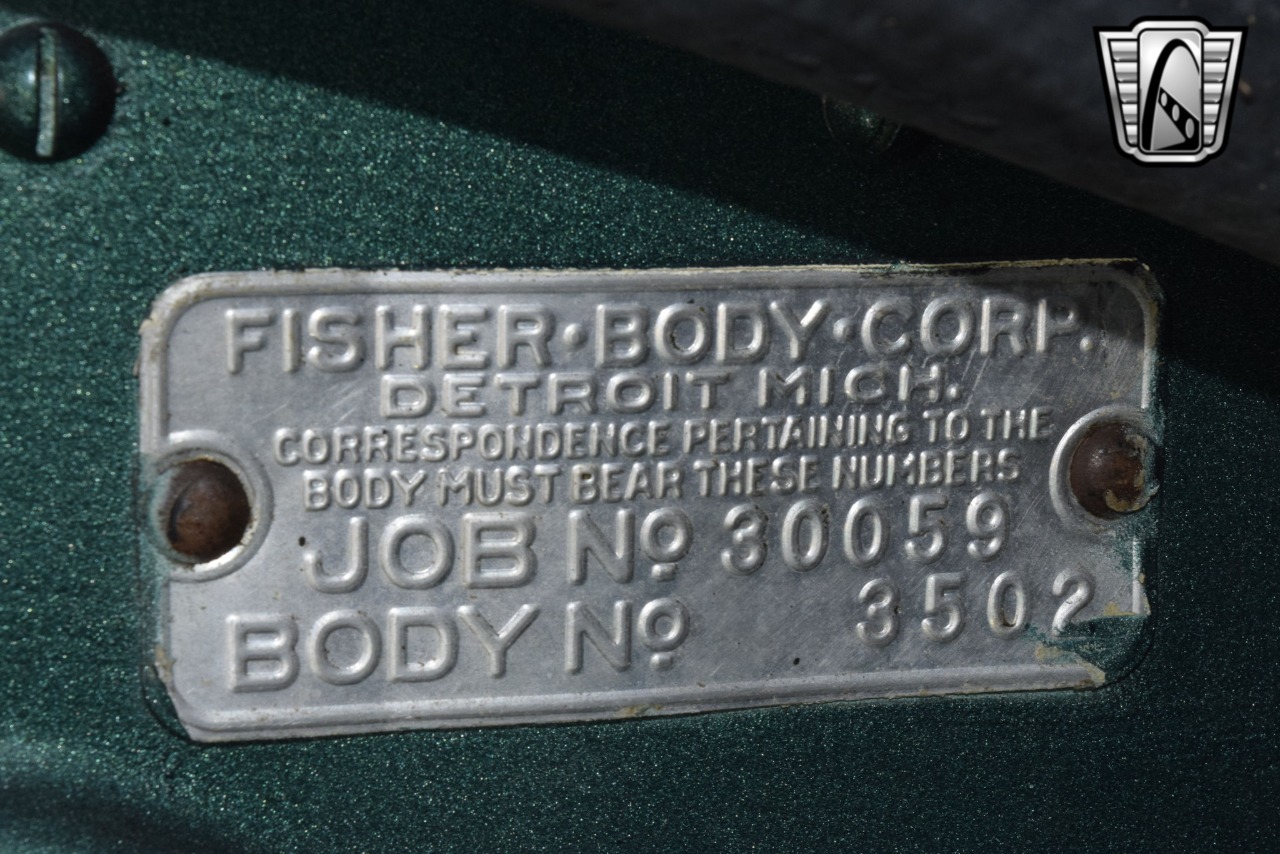 FISHER·BODY·CORP.
DETROIT MICH.
CORRESPONDENCE PERTAINING TO THE
BODY MUST BEAR THESE NUMBERS
JOB Nº 30059
BODY Nº 3502